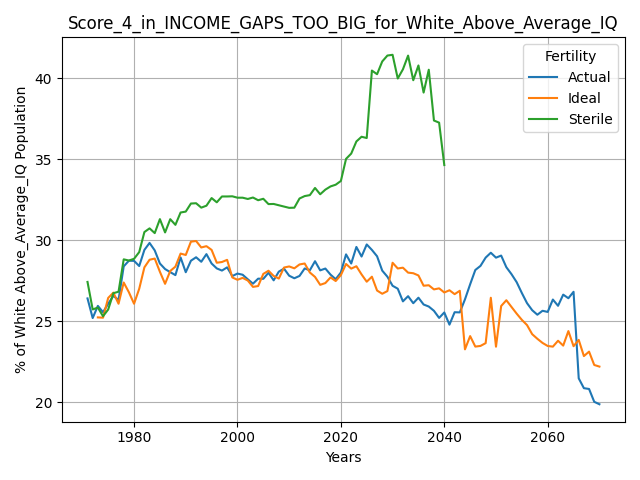 Score_4_in_INCOME_GAPS_TOO_BIG_for_White_Above_Average_IQ
Fertility
Actual
Ideal
Sterile
% of White Above_Average_IQ Population
40
35
30
25
20
1980
2000
2020
2040
2060
Years